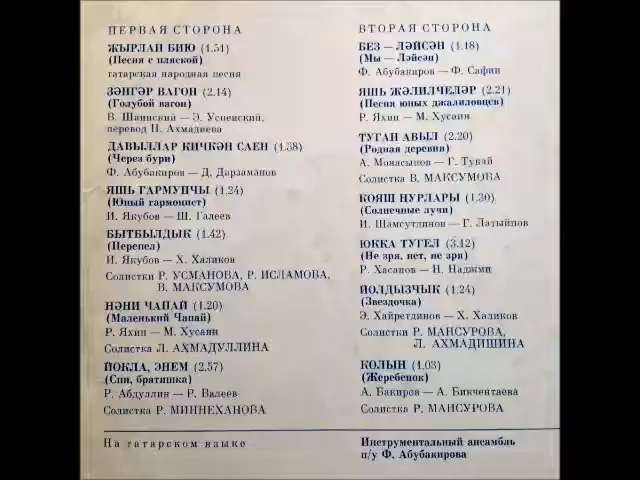 ПЕРВАЯ СТОРОНА
ЖЫРЛАН БИЮ (1.51)
(Песня с пляской)
татарская народная песня
ЗӘНГӘР ВАГОН (2.14)
(Голубой вагон)
В. Шаинский — Э. Успенский,
перевод Н. Ахмадиева
ДАВЫЛЛАР КИЧКӘН САЕН (1.38)
(Через бури)
Ф. Абубакиров — Д. Дарзаманов
ЯШЬ ГАРМУНЧЫ (1.24)
(Юный гармонист)
И. Якубов — Ш. Галеев
БЫТБЫЛДЫК (1.42)
(Перепел)
И. Якубов — Х. Халиков
Солистки Р. УСМАНОВА, Р. ИСЛАМОВА,
В. МАКСУМОВА
НӘНИ ЧАПАЙ (1.20)
(Маленький Чапай)
Р. Яхин — М. Хусаин
Солистка Л. АХМАДУЛЛИНА
ЙОКЛА, ЭНЕМ (2.57)
(Спи, братишка)
Р. Абдуллин — Р. Валеев
Солистка Р. МИННЕХАНОВА
На татарском языке
ВТОРАЯ СТОРОНА
БЕЗ — ЛӘЙСӘН (1.18)
(Мы — Ләйсән)
Ф. Абубакиров — Ф. Сафин
ЯШЬ ҖӘЛИЛЧЕЛӘР (2.21)
(Песня юных джалиловцев)
Р. Яхин — М. Хусаин
ТУГАН АВЫЛ (2.20)
(Родная деревня)
А. Монасыпов — Г. Тукай
Солистка В. МАКСУМОВА
КОЯШ НУРЛАРЫ (1.30)
(Солнечные лучи)
И. Шамсутдинов — Г. Латыйпов
ЮККА ТУГЕЛ (3.12)
(Не зря, нет, не зря)
Р. Хасанов — Н. Наджми
ЙОЛДЫЗЧЫК (1.24)
(Звездочка)
Э. Хайретдинов — Х. Халиков
Солистки Р. МАНСУРОВА,
Л. АХМАДИШИНА
КОЛЫН (1.03)
(Жеребенок)
А. Бакиров — А. Бикчентаева
Солистка Р. МАНСУРОВА
Инструментальный ансамбль
п/у Ф. Абубакирова